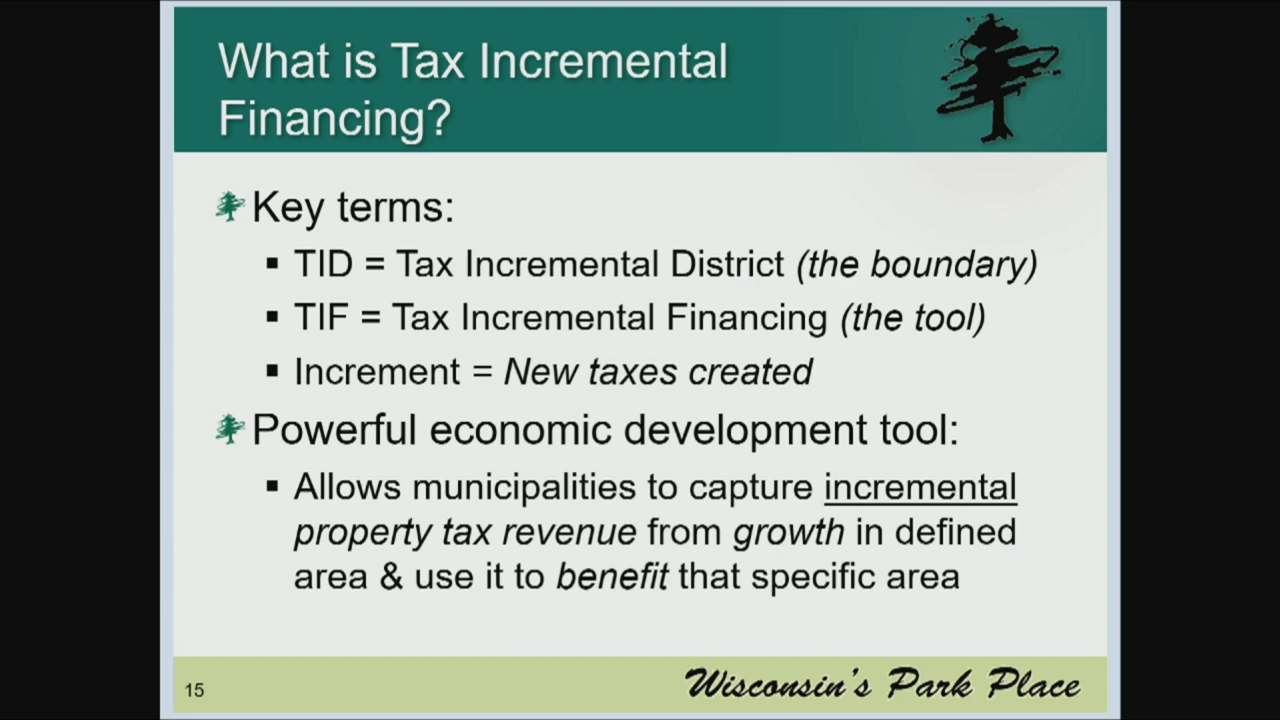 What is Tax Incremental
Financing?
Key terms:
▪ TID = Tax Incremental District (the boundary)
▪ TIF = Tax Incremental Financing (the tool)
▪ Increment = New taxes created
Powerful economic development tool:
▪ Allows municipalities to capture incremental
property tax revenue from growth in defined
area & use it to benefit that specific area
15
Wisconsin's Park Place